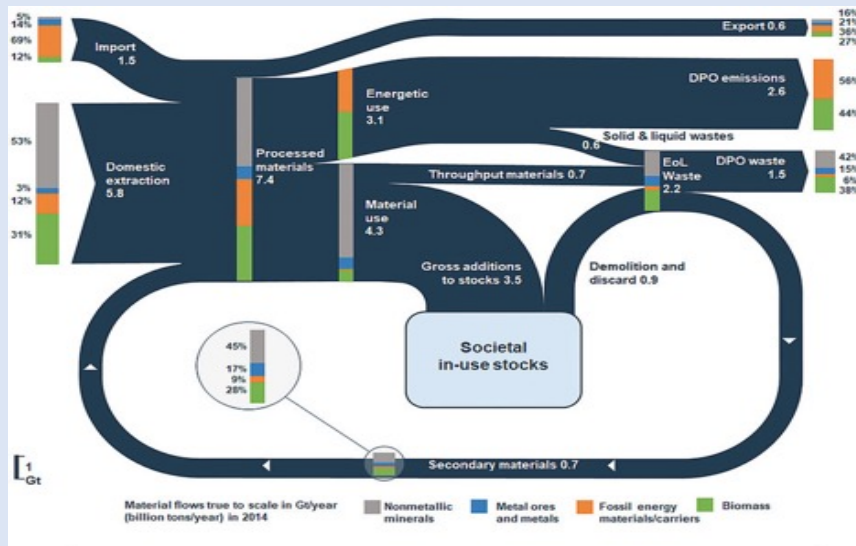 5%
14%
69%
12%
Import
1.5
53%
3%
12%
31%
Domestic
extraction
5.8
Processed
materials
7.4
Energetic
use
3.1
Material
use
4.3
Export 0.6
16%
21%
36%
27%
DPO emissions
2.6
56%
44%
Solid & liquid wastes
0.6
Throughput materials 0.7
EoL
Waste
2.2
DPO waste
1.5
42%
15%
6%
38%
Gross additions
to stocks 3.5
Demolition and
discard 0.9
Societal
in-use stocks
45%
17%
9%
28%
Secondary materials 0.7
1
Gt
Material flows true to scale in Gt/year
(billion tons/year) in 2014
Nonmetallic
minerals
Metal ores
and metals
Fossil energy
materials/carriers
Biomass